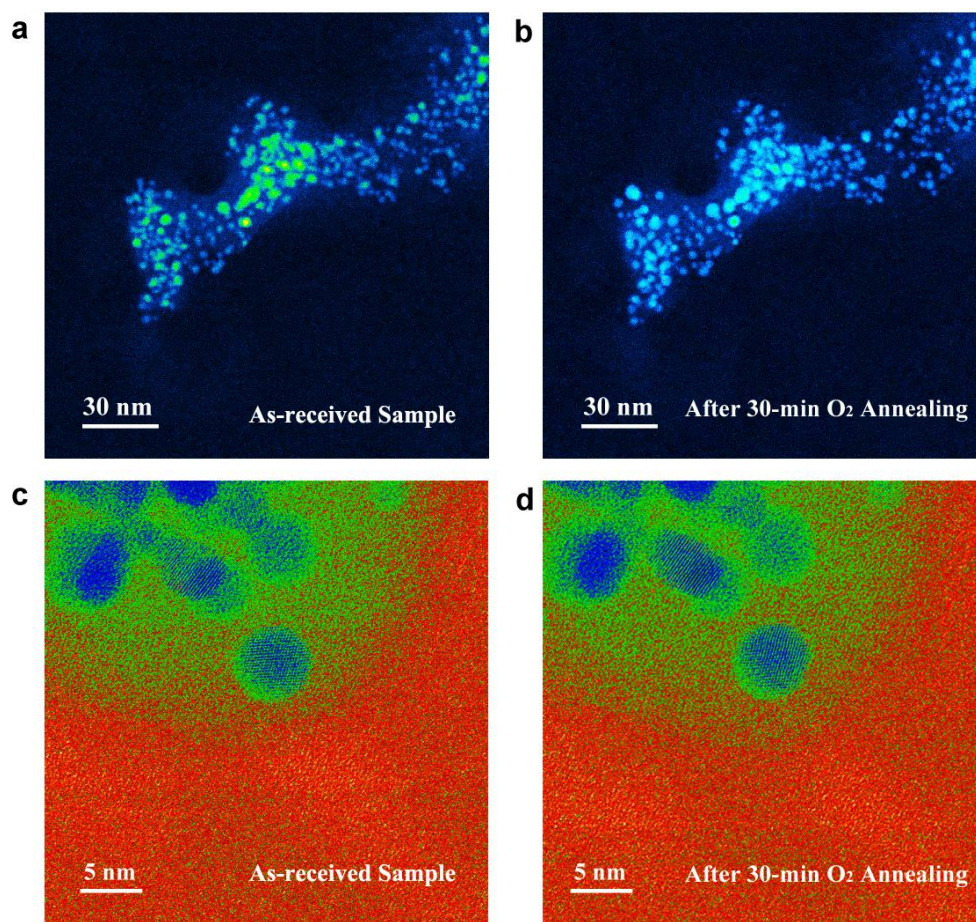 a
b
30 nm
As-received Sample
30 nm
After 30-min O₂ Annealing
c
d
5 nm
As-received Sample
5 nm
After 30-min O₂ Annealing